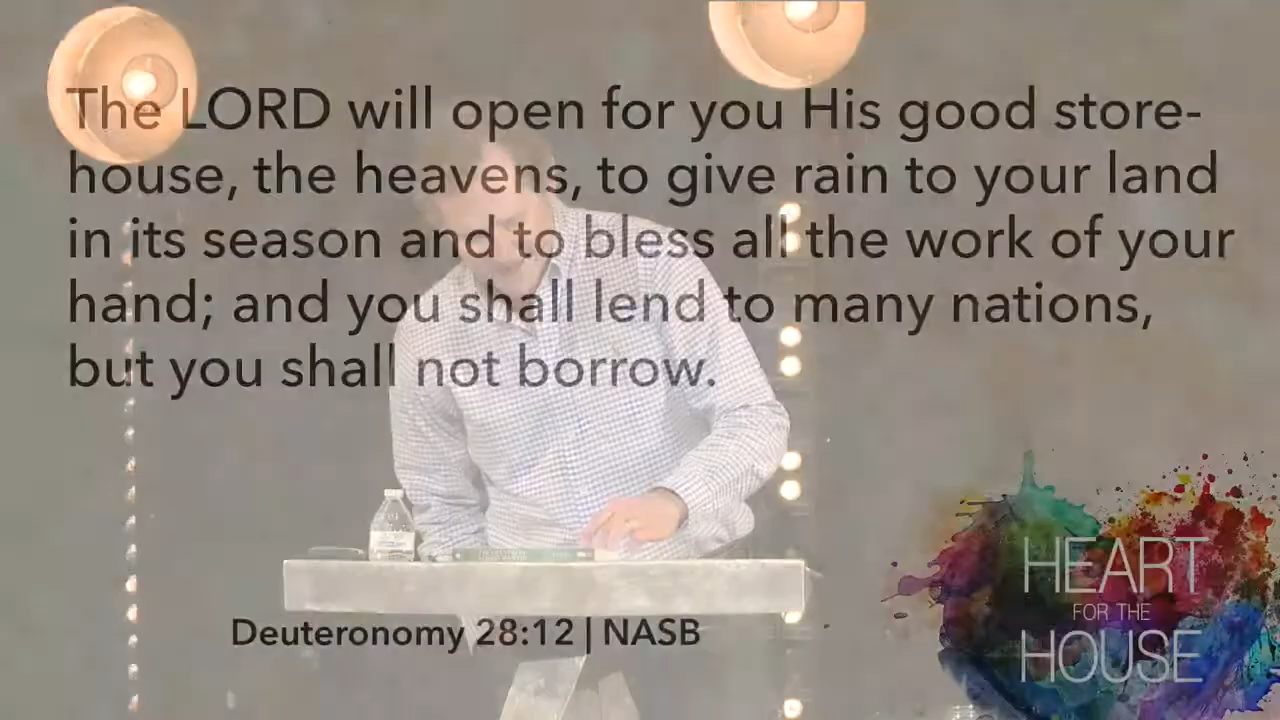 The LORD will open for you His good store-
house, the heavens, to give rain to your land
in its season and to bless all the work of your
hand; and you shall lend to many nations,
but you shall not borrow.
Deuteronomy 28:12 | NASB
HEART
FOR THE
HOUSE